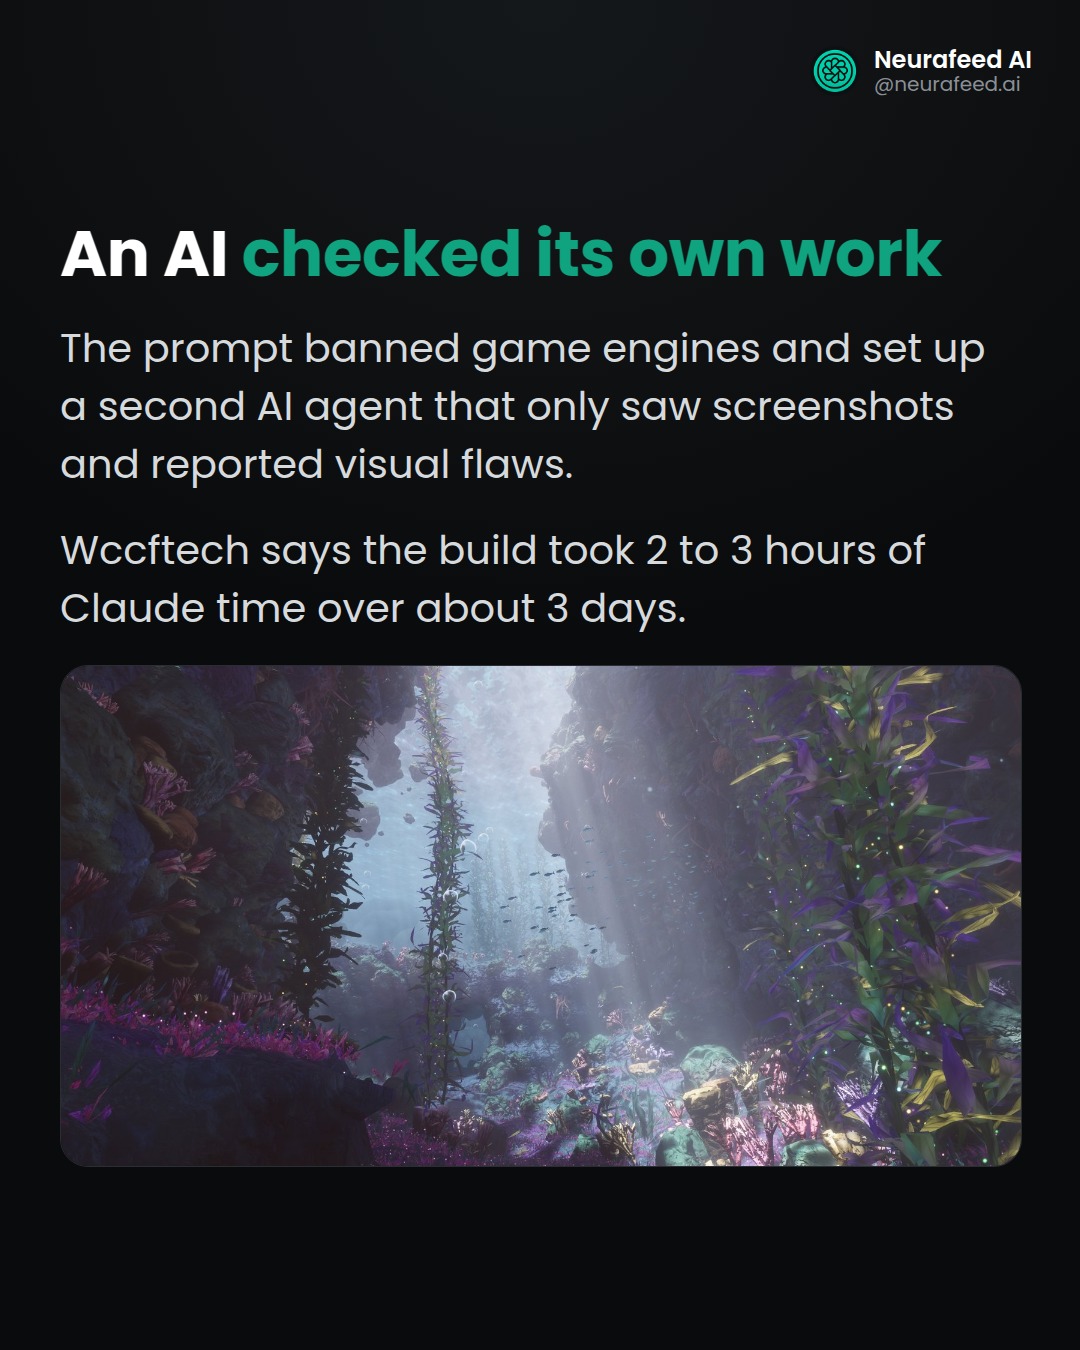 Neurafeed AI
@neurafeed.ai
An AI checked its own work
The prompt banned game engines and set up
a second AI agent that only saw screenshots
and reported visual flaws.
Wccftech says the build took 2 to 3 hours of
Claude time over about 3 days.